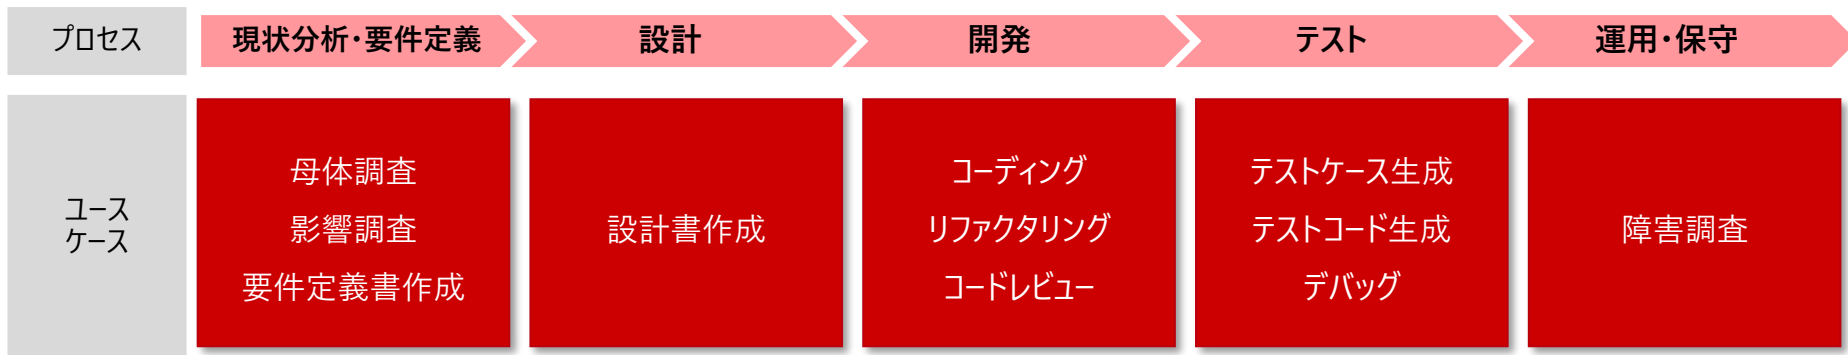 プロセス
現状分析・要件定義
設計
開発
テスト
運用・保守
ユース
ケース
母体調査
影響調査
要件定義書作成
設計書作成
コーディング
リファクタリング
コードレビュー
テストケース生成
テストコード生成
デバッグ
障害調査